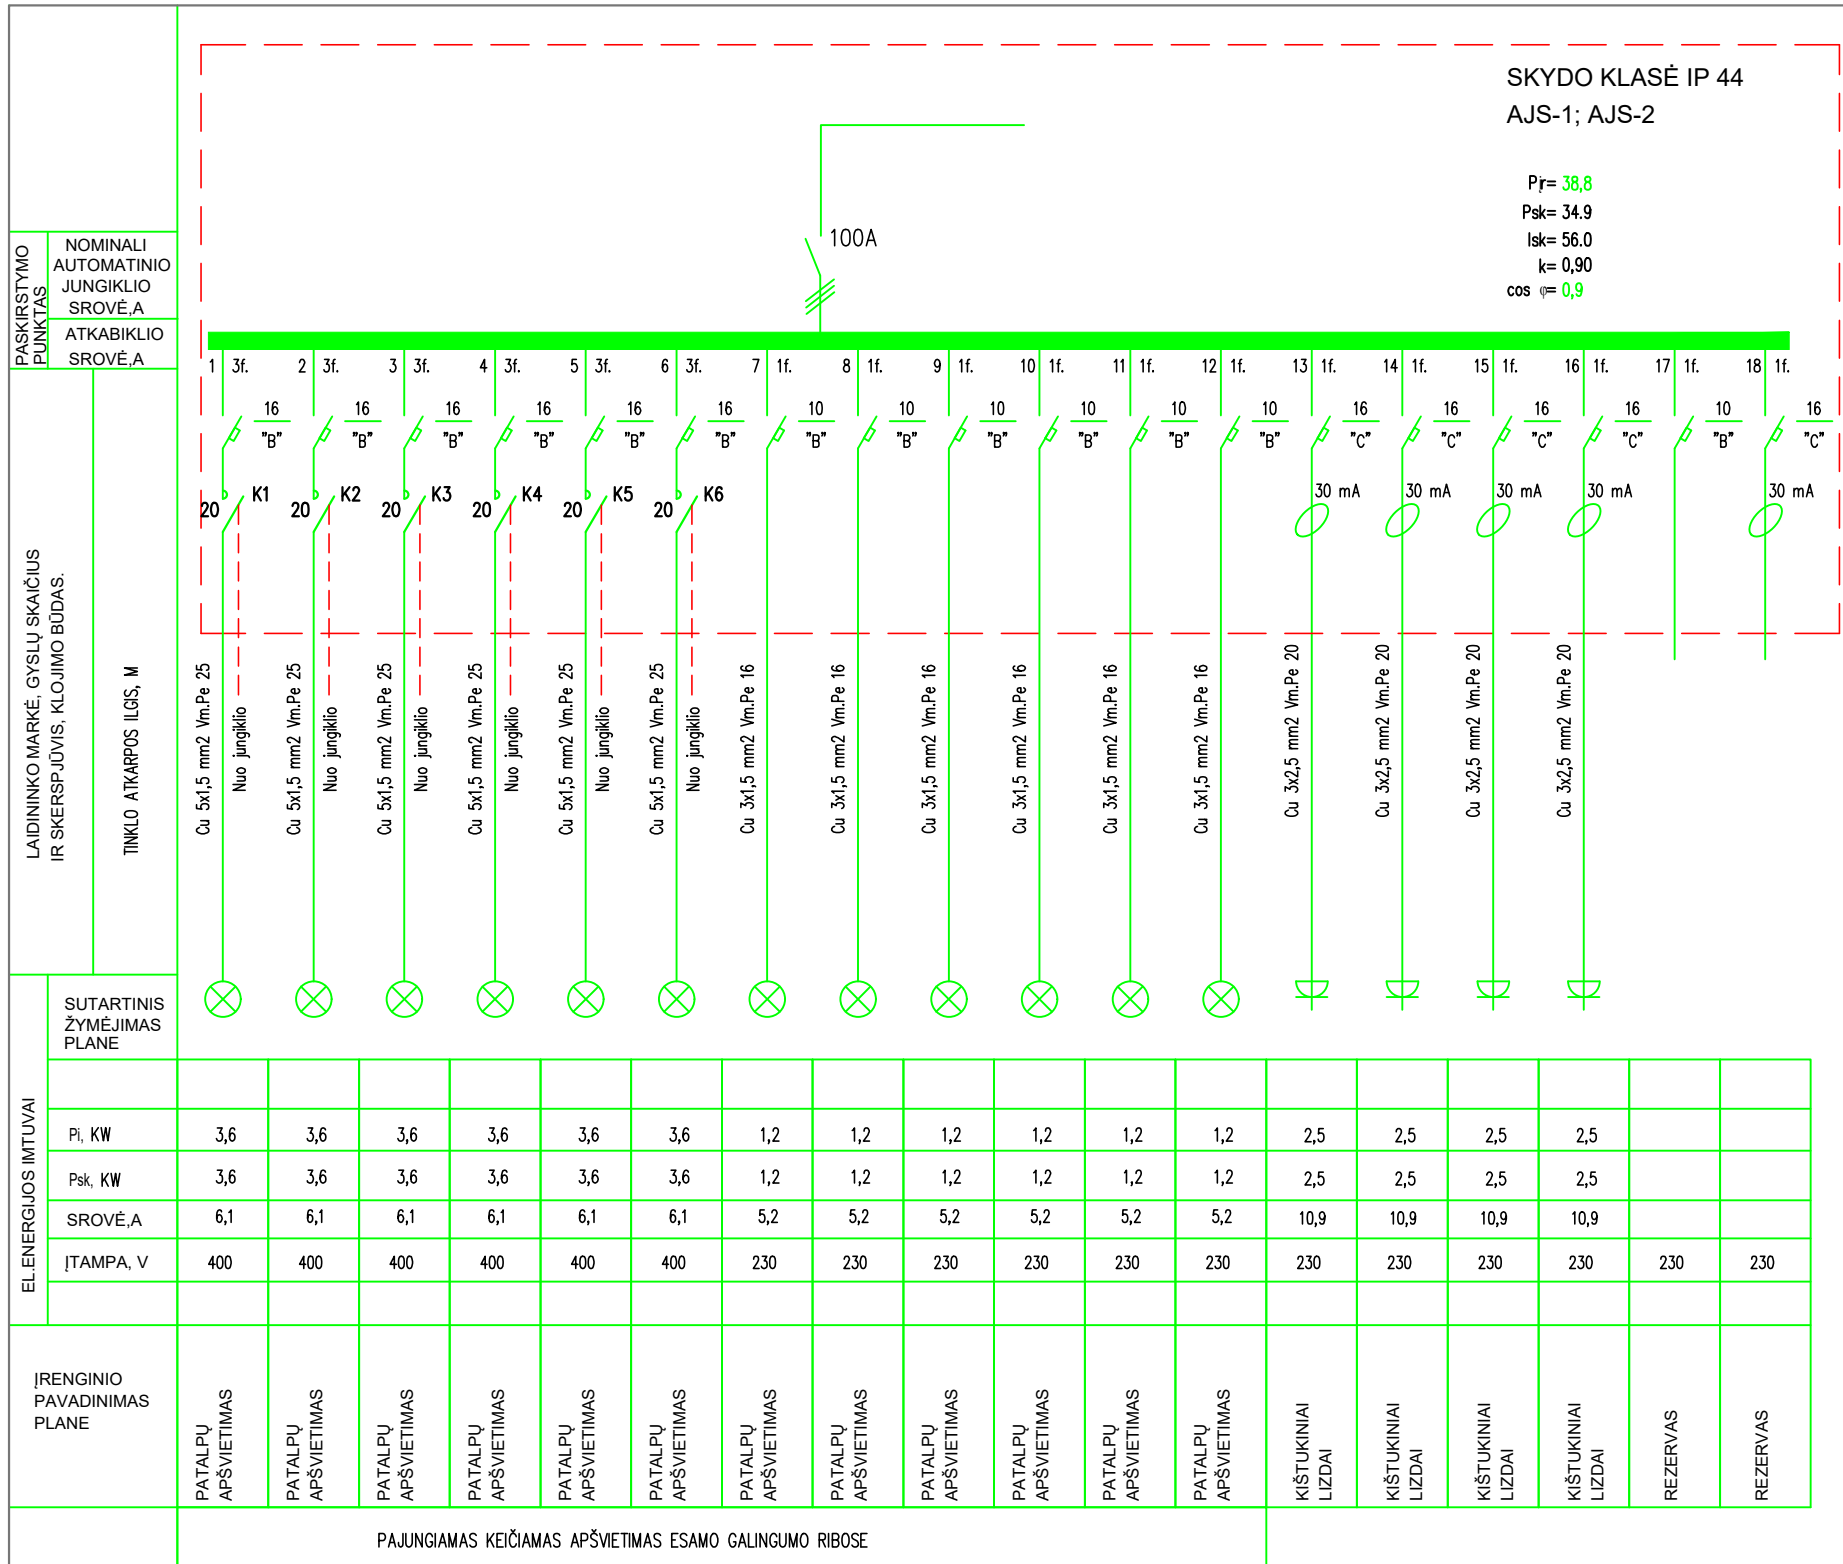 SKYDO KLASĖ IP 44
AJS-1; AJS-2
Pįr= 38,8
Psk= 34.9
Isk= 56.0
k= 0,90
cos φ= 0,9
100A
PASKIRSTYMO
PUNKTAS
NOMINALI
AUTOMATINIO
JUNGIKLIO
SROVĖ,A
ATKABIKLIO
SROVĖ,A
1 3f. 2 3f. 3 3f. 4 3f. 5 3f. 6 3f. 7 1f. 8 1f. 9 1f. 10 1f. 11 1f. 12 1f. 13 1f. 14 1f. 15 1f. 16 1f. 17 1f. 18 1f.
16 16 16 16 16 16 10 10 10 10 10 10 16 16 16 16 10 16
"B" "B" "B" "B" "B" "B" "B" "B" "B" "B" "B" "B" "C" "C" "C" "C" "B" "C"
K1 K2 K3 K4 K5 K6 30 mA 30 mA 30 mA 30 mA 30 mA
20 20 20 20 20 20
LAIDININKO MARKĖ, GYSLŲ SKAIČIUS
IR SKERSPJŪVIS, KLOJIMO BŪDAS.
TINKLO ATKARPOS ILGIS, M
Cu 5x1,5 mm2 Vm.Pe 25
Nuo jungiklio
Cu 5x1,5 mm2 Vm.Pe 25
Nuo jungiklio
Cu 5x1,5 mm2 Vm.Pe 25
Nuo jungiklio
Cu 5x1,5 mm2 Vm.Pe 25
Nuo jungiklio
Cu 5x1,5 mm2 Vm.Pe 25
Nuo jungiklio
Cu 5x1,5 mm2 Vm.Pe 25
Nuo jungiklio
Cu 3x1,5 mm2 Vm.Pe 16
Cu 3x1,5 mm2 Vm.Pe 16
Cu 3x1,5 mm2 Vm.Pe 16
Cu 3x1,5 mm2 Vm.Pe 16
Cu 3x1,5 mm2 Vm.Pe 16
Cu 3x1,5 mm2 Vm.Pe 16
Cu 3x2,5 mm2 Vm.Pe 20
Cu 3x2,5 mm2 Vm.Pe 20
Cu 3x2,5 mm2 Vm.Pe 20
Cu 3x2,5 mm2 Vm.Pe 20
EL.ENERGIJOS IMTUVAI
SUTARTINIS
ŽYMĖJIMAS
PLANE
Pi, KW 3,6 3,6 3,6 3,6 3,6 3,6 1,2 1,2 1,2 1,2 1,2 1,2 2,5 2,5 2,5 2,5
Psk, KW 3,6 3,6 3,6 3,6 3,6 3,6 1,2 1,2 1,2 1,2 1,2 1,2 2,5 2,5 2,5 2,5
SROVĖ,A 6,1 6,1 6,1 6,1 6,1 6,1 5,2 5,2 5,2 5,2 5,2 5,2 10,9 10,9 10,9 10,9
ĮTAMPA, V 400 400 400 400 400 400 230 230 230 230 230 230 230 230 230 230 230 230
ĮRENGINIO
PAVADINIMAS
PLANE
PATALPŲ
APŠVIETIMAS
PATALPŲ
APŠVIETIMAS
PATALPŲ
APŠVIETIMAS
PATALPŲ
APŠVIETIMAS
PATALPŲ
APŠVIETIMAS
PATALPŲ
APŠVIETIMAS
PATALPŲ
APŠVIETIMAS
PATALPŲ
APŠVIETIMAS
PATALPŲ
APŠVIETIMAS
PATALPŲ
APŠVIETIMAS
PATALPŲ
APŠVIETIMAS
PATALPŲ
APŠVIETIMAS
KIŠTUKINIAI
LIZDAI
KIŠTUKINIAI
LIZDAI
KIŠTUKINIAI
LIZDAI
KIŠTUKINIAI
LIZDAI
REZERVAS
REZERVAS
PAJUNGIAMAS KEIČIAMAS APŠVIETIMAS ESAMO GALINGUMO RIBOSE